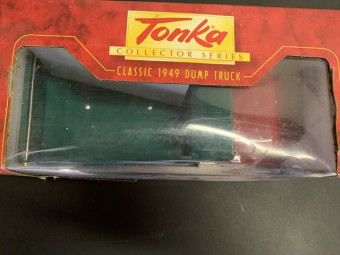 Tonka
COLLECTOR SERIES
CLASSIC 1949 DUMP TRUCK